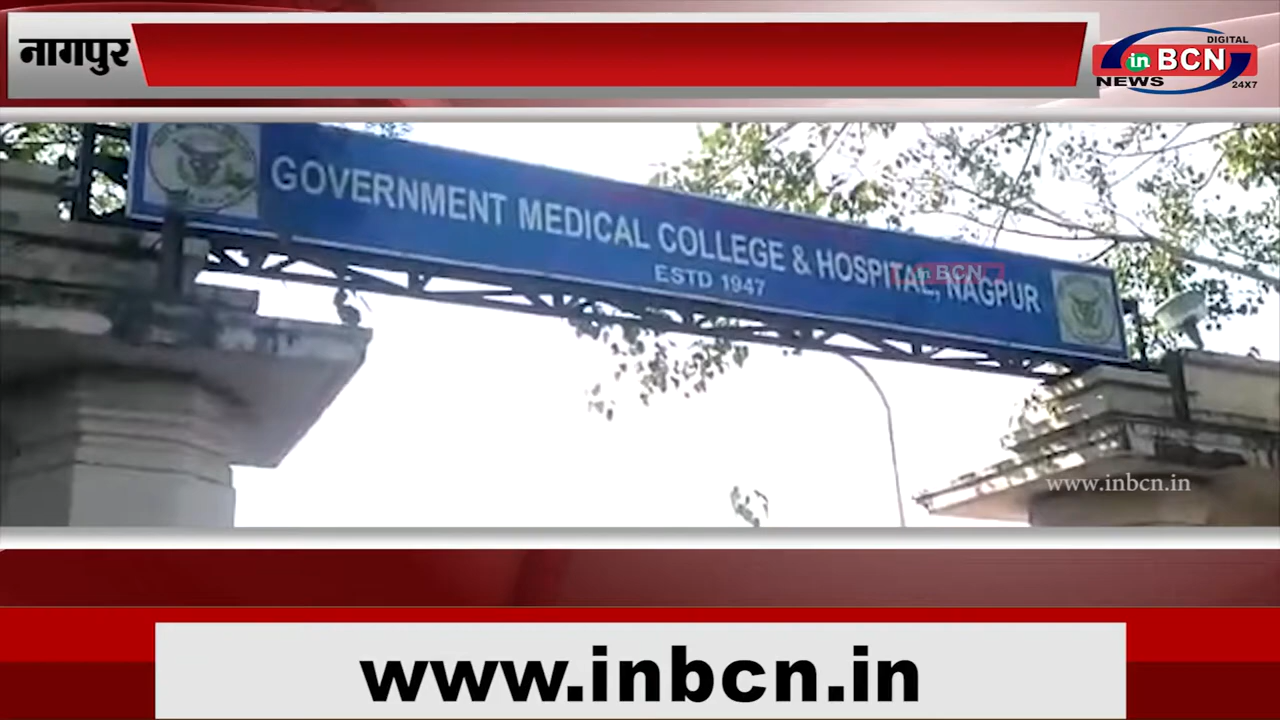 नागपुर
DIGITAL
in BCN
NEWS
24X7
GOVERNMENT MEDICAL COLLEGE & HOSPITAL, NAGPUR
ESTD 1947
in BCN
www.inbcn.in
www.inbcn.in